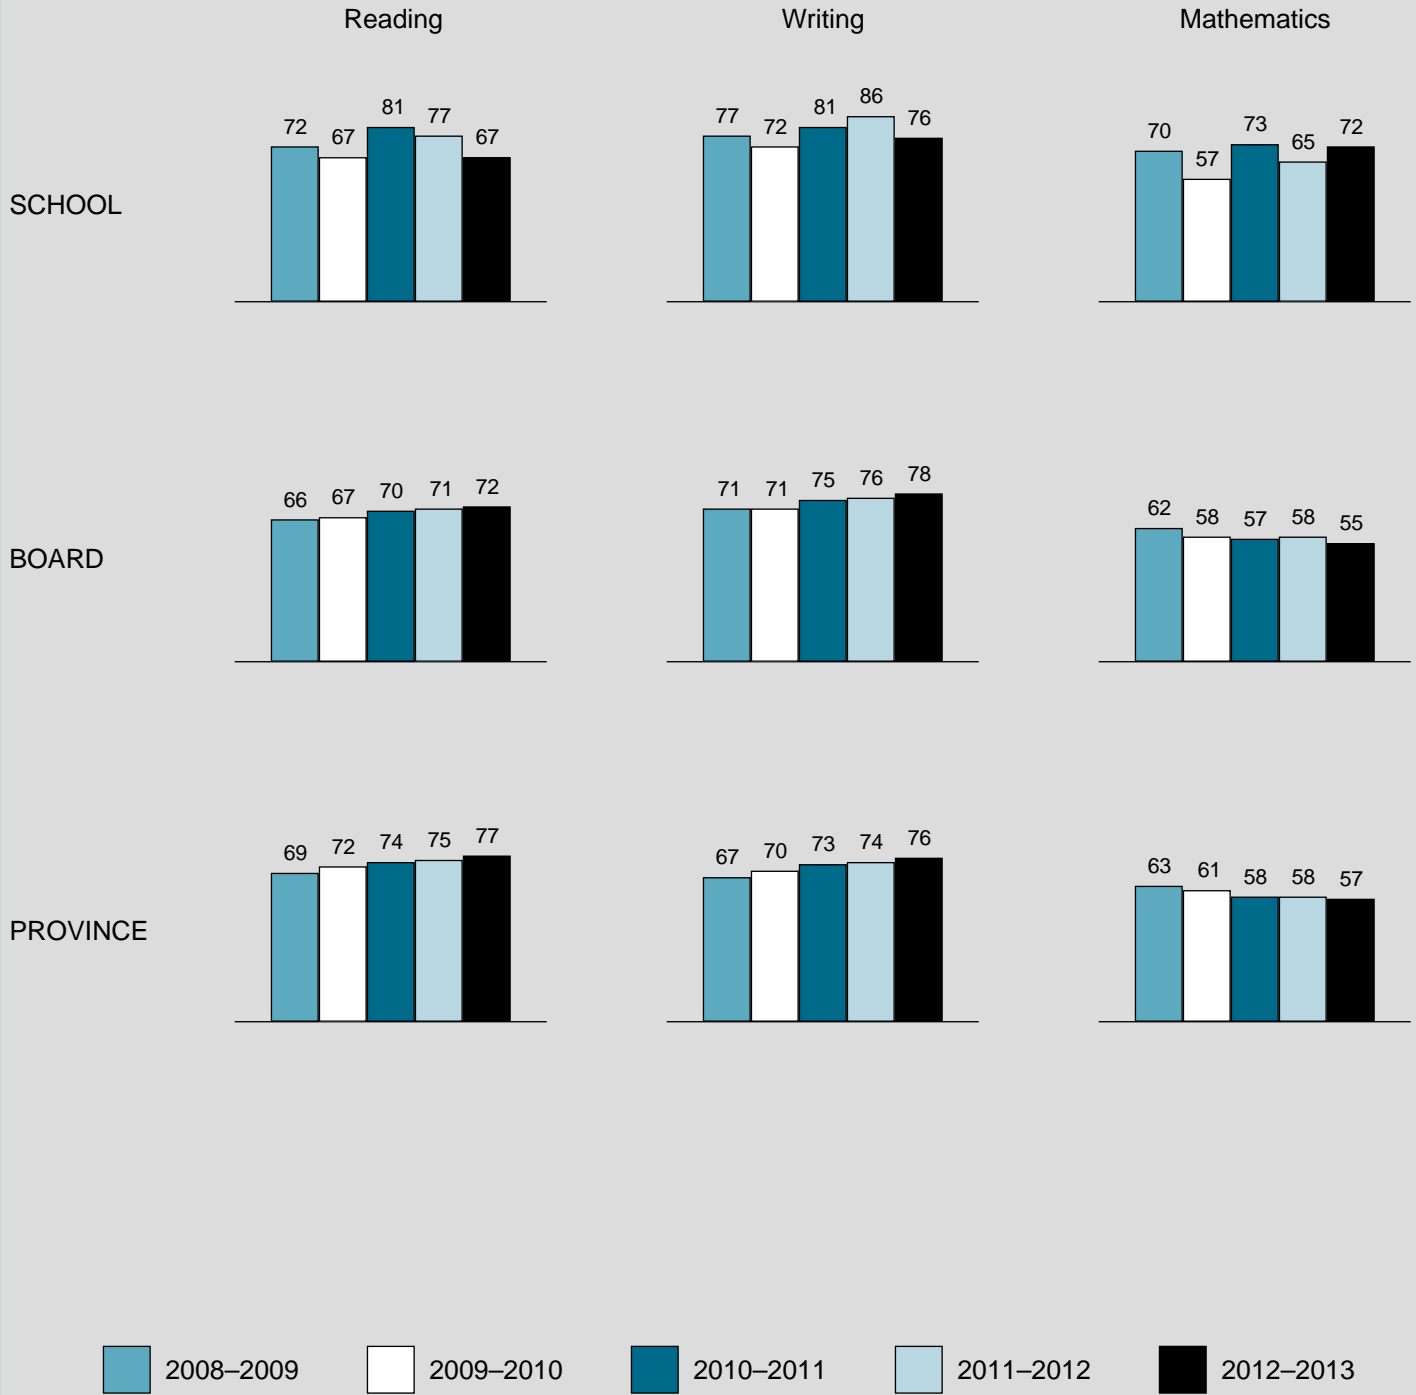 Reading Writing Mathematics
SCHOOL
72 67 81 77 67
77 72 81 86 76
70 57 73 65 72
BOARD
66 67 70 71 72
71 71 75 76 78
62 58 57 58 55
PROVINCE
69 72 74 75 77
67 70 73 74 76
63 61 58 58 57
2008–2009 2009–2010 2010–2011 2011–2012 2012–2013